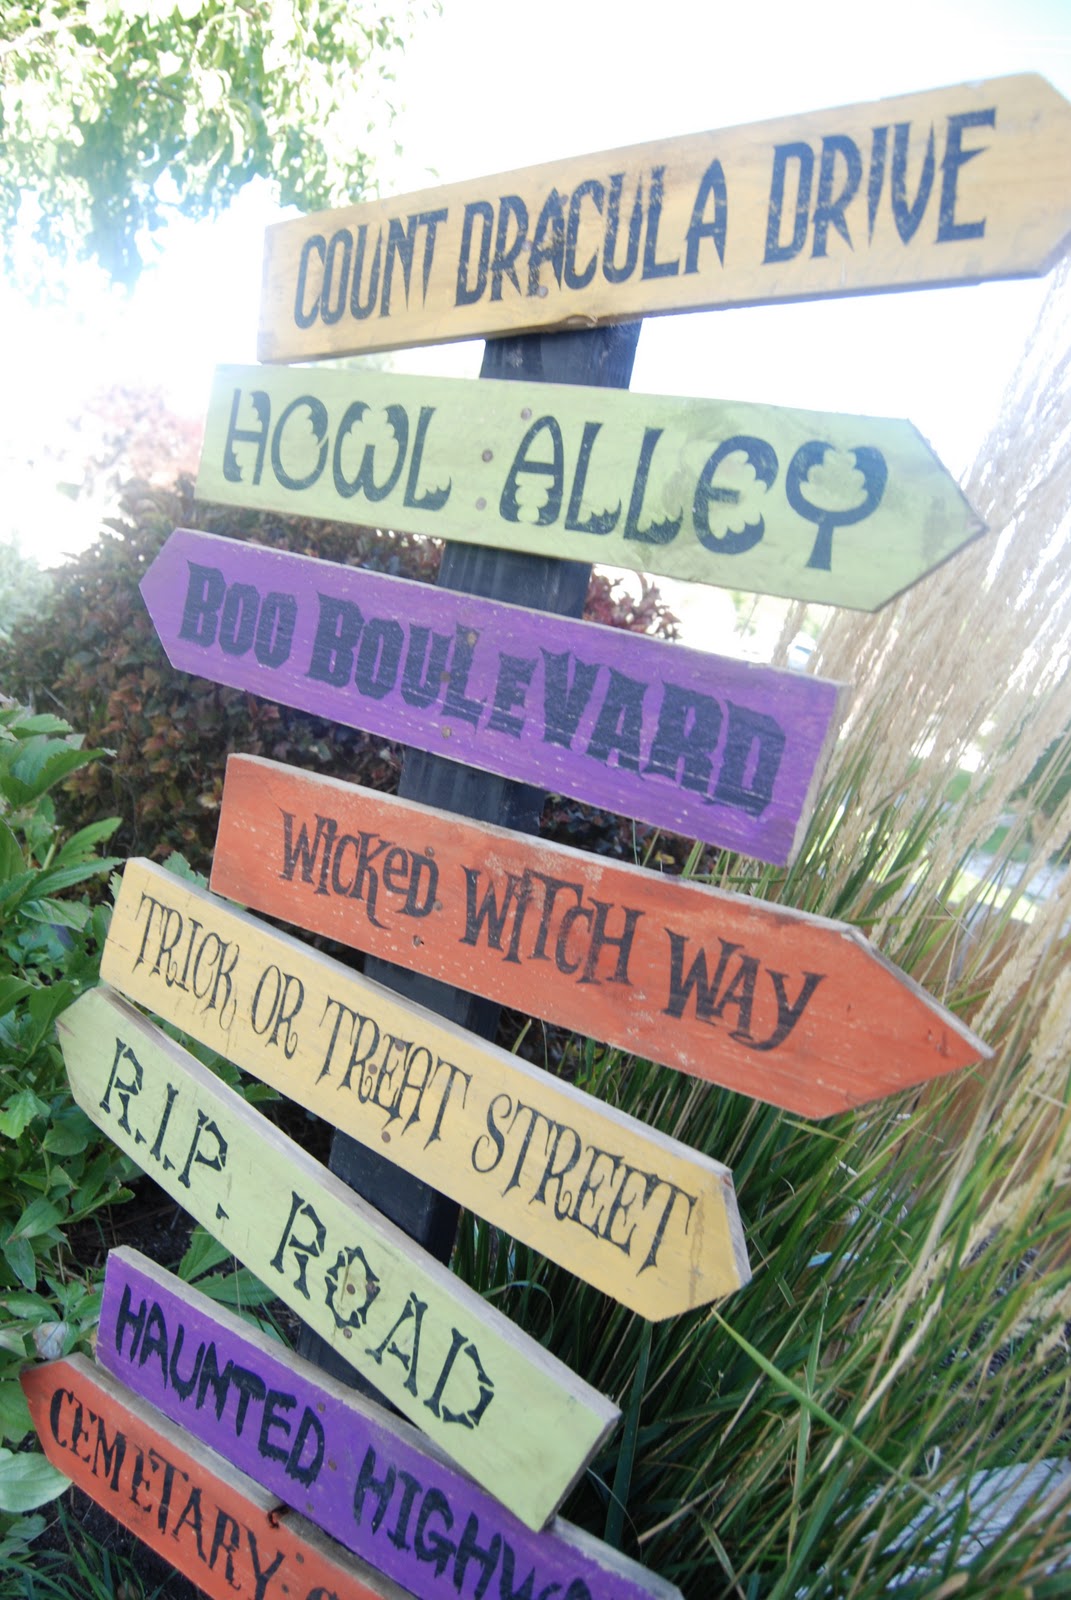 COUNT DRACULA DRIVE
HOWL ALLEY
BOO BOULEVARD
WICKED WITCH WAY
TRICK OR TREAT STREET
R.I.P. ROAD
HAUNTED
CEMETARY